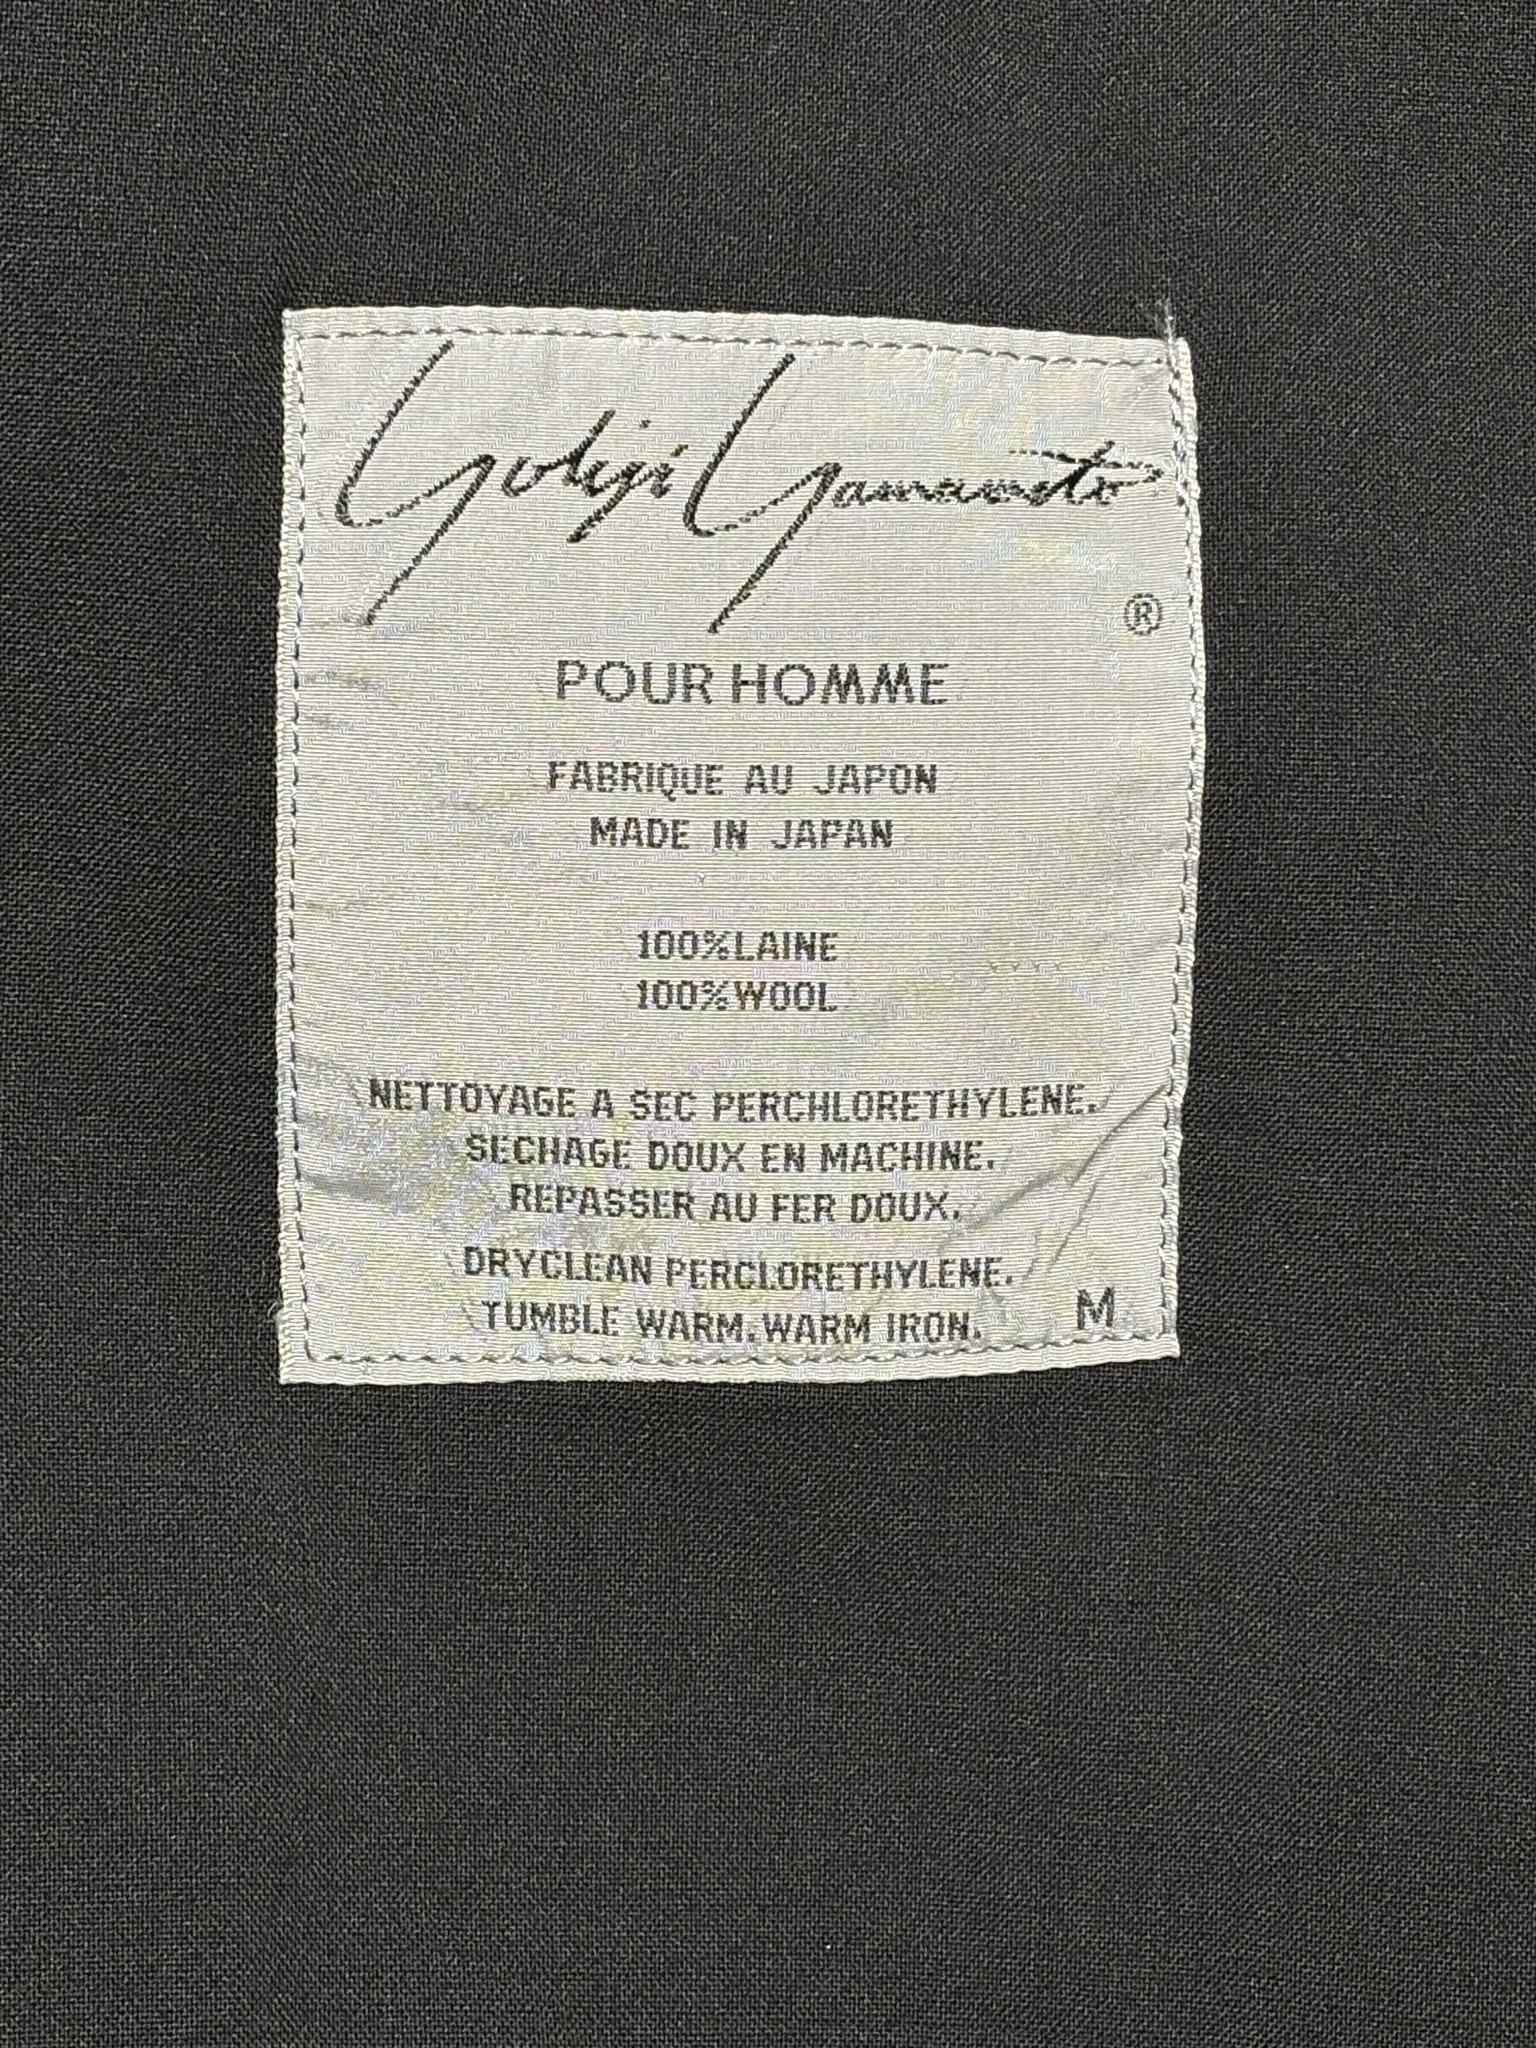 Yohji Yamamoto
®
POUR HOMME
FABRIQUE AU JAPON
MADE IN JAPAN
100%LAINE
100%WOOL
NETTOYAGE A SEC PERCHLORETHYLENE.
SECHAGE DOUX EN MACHINE.
REPASSER AU FER DOUX.
DRYCLEAN PERCLORETHYLENE.
TUMBLE WARM.WARM IRON.
M